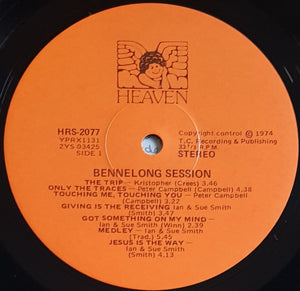 HEAVEN
HRS-2077
YPRX1131
2YS 03425
SIDE 1
Copyright control © 1974
T.C. Recording & Publishing
33⅓ R.P.M.
STEREO
BENNELONG SESSION
THE TRIP — Kristopher (Crees) 3.46
ONLY THE TRACES — Peter Campbell (Campbell) 4.38
TOUCHING ME, TOUCHING YOU — Peter Campbell
(Campbell) 3.22
GIVING IS THE RECEIVING — Ian & Sue Smith
(Smith) 3.47
GOT SOMETHING ON MY MIND —
Ian & Sue Smith (Winn) 2.39
MEDLEY — Ian & Sue Smith
(Trad.) 5.45
JESUS IS THE WAY —
Ian & Sue Smith
(Smith) 4.13